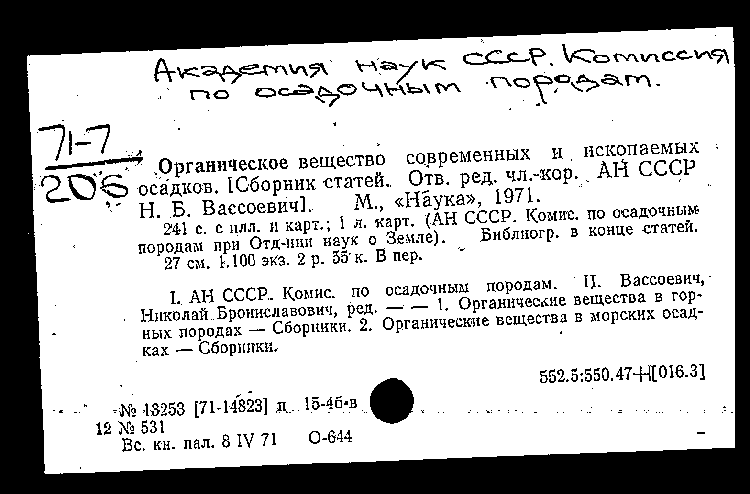 Академия наук СССР. Комиссия
по осадочным породам.
71-7
206
Органическое вещество современных и ископаемых
осадков. [Сборник статей. Отв. ред. чл.-кор. АН СССР
Н. Б. Вассоевич]. М., «Наука», 1971.
241 с. с илл. и карт.; 1 л. карт. (АН СССР. Комис. по осадочным
породам при Отд-нии наук о Земле). Библиогр. в конце статей.
27 см. 1.100 экз. 2 р. 35 к. В пер.
I. АН СССР. Комис. по осадочным породам. II. Вассоевич,
Николай Брониславович, ред. — — 1. Органические вещества в гор-
ных породах — Сборники. 2. Органические вещества в морских осад-
ках — Сборники.
552.5:550.47+[016.3]
№ 13253 [71-14823] д 15-4б-в
12 № 531
Вс. кн. пал. 8 IV 71 О-644